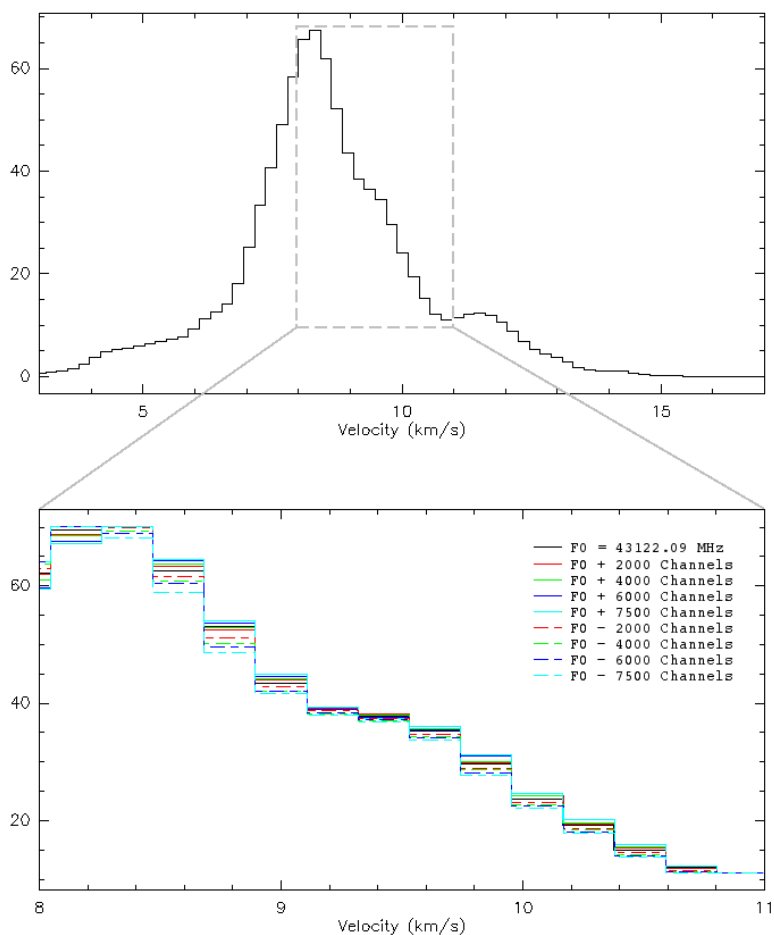 60
40
20
0
5
10
15
Velocity (km/s)
F0 = 43122.09 MHz
F0 + 2000 Channels
F0 + 4000 Channels
F0 + 6000 Channels
F0 + 7500 Channels
F0 − 2000 Channels
F0 − 4000 Channels
F0 − 6000 Channels
F0 − 7500 Channels
60
40
20
8
9
10
11
Velocity (km/s)